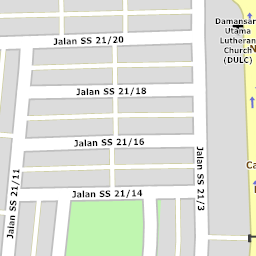 Damansara
Utama
Lutheran
Church
(DULC)
Jalan SS 21/20
Jalan SS 21/18
Jalan SS 21/16
Jalan SS 21/11
Jalan SS 21/14
Jalan SS 21/3